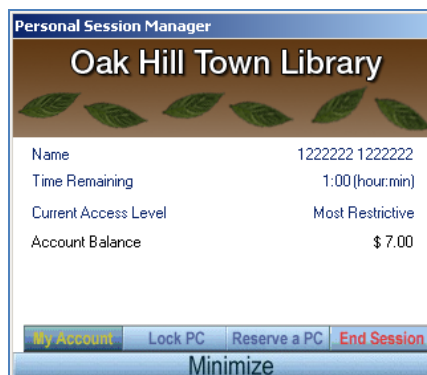 Personal Session Manager
Oak Hill Town Library
Name 1222222 1222222
Time Remaining 1:00 (hour:min)
Current Access Level Most Restrictive
Account Balance $ 7.00
My Account Lock PC Reserve a PC End Session
Minimize